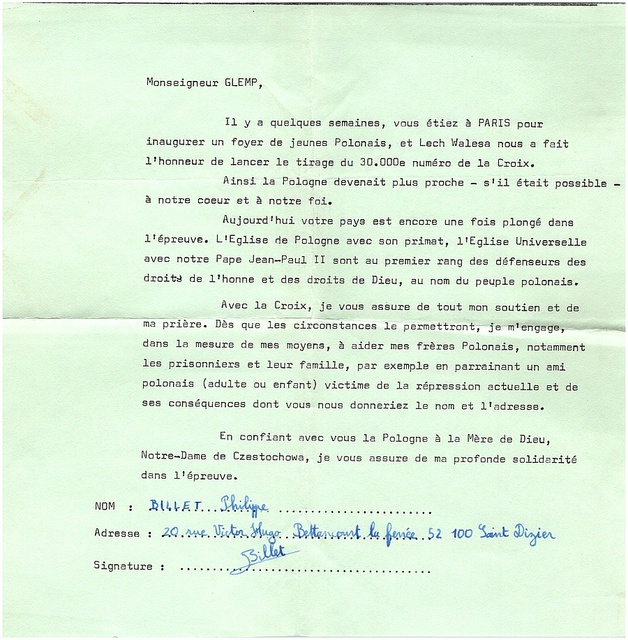 Monseigneur GLEMP,
Il y a quelques semaines, vous étiez à PARIS pour
inaugurer un foyer de jeunes Polonais, et Lech Walesa nous a fait
l'honneur de lancer le tirage du 30.000e numéro de la Croix.
Ainsi la Pologne devenait plus proche – s'il était possible –
à notre coeur et à notre foi.
Aujourd'hui votre pays est encore une fois plongé dans
l'épreuve. L'Eglise de Pologne avec son primat, l'Eglise Universelle
avec notre Pape Jean-Paul II sont au premier rang des défenseurs des
droits de l'honne et des droits de Dieu, au nom du peuple polonais.
Avec la Croix, je vous assure de tout mon soutien et de
ma prière. Dès que les circonstances le permettront, je m'engage,
dans la mesure de mes moyens, à aider mes frères Polonais, notamment
les prisonniers et leur famille, par exemple en parrainant un ami
polonais (adulte ou enfant) victime de la répression actuelle et de
ses conséquences dont vous nous donneriez le nom et l'adresse.
En confiant avec vous la Pologne à la Mère de Dieu,
Notre-Dame de Czestochowa, je vous assure de ma profonde solidarité
dans l'épreuve.
NOM : BILLET Philippe
Adresse : 20 rue Victor Hugo Bettancourt la ferrée 52 100 Saint Dizier
Billet
Signature :